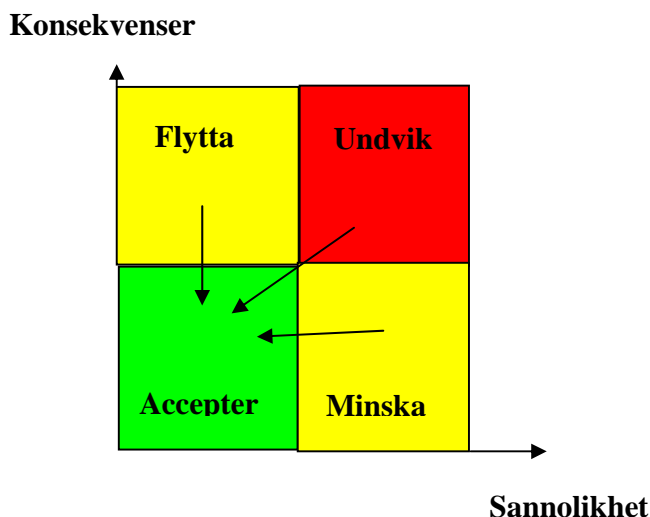 Konsekvenser
Flytta
Undvik
Accepter
Minska
Sannolikhet